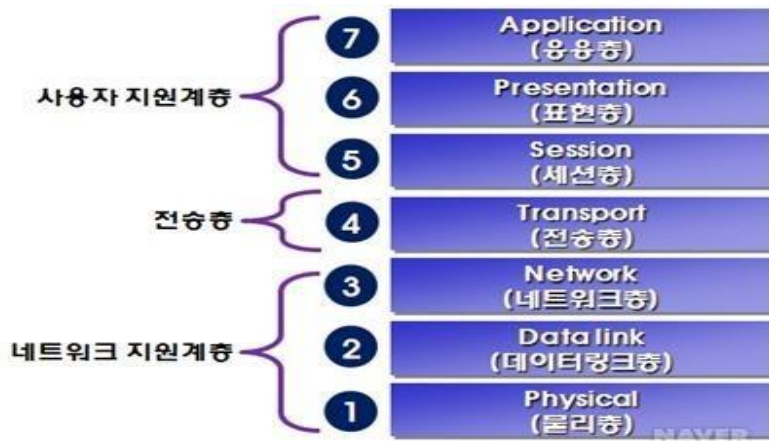 7
Application
(응용층)
사용자 지원계층
6
Presentation
(표현층)
5
Session
(세션층)
전송층
4
Transport
(전송층)
3
Network
(네트워크층)
네트워크 지원계층
2
Data link
(데이터링크층)
1
Physical
(물리층)
NAVER